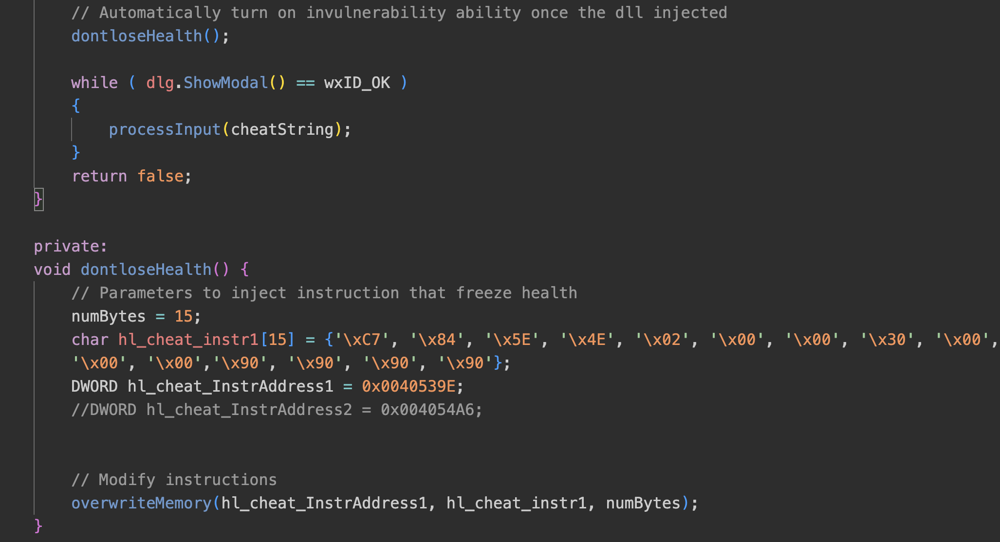 // Automatically turn on invulnerability ability once the dll injected
dontloseHealth();
while ( dlg.ShowModal() == wxID_OK )
{
processInput(cheatString);
}
return false;
}
private:
void dontloseHealth() {
// Parameters to inject instruction that freeze health
numBytes = 15;
char hl_cheat_instr1[15] = {'\xC7', '\x84', '\x5E', '\x4E', '\x02', '\x00', '\x00', '\x30', '\x00',
'\x00', '\x00','\x90', '\x90', '\x90', '\x90'};
DWORD hl_cheat_InstrAddress1 = 0x0040539E;
//DWORD hl_cheat_InstrAddress2 = 0x004054A6;
// Modify instructions
overwriteMemory(hl_cheat_InstrAddress1, hl_cheat_instr1, numBytes);
}